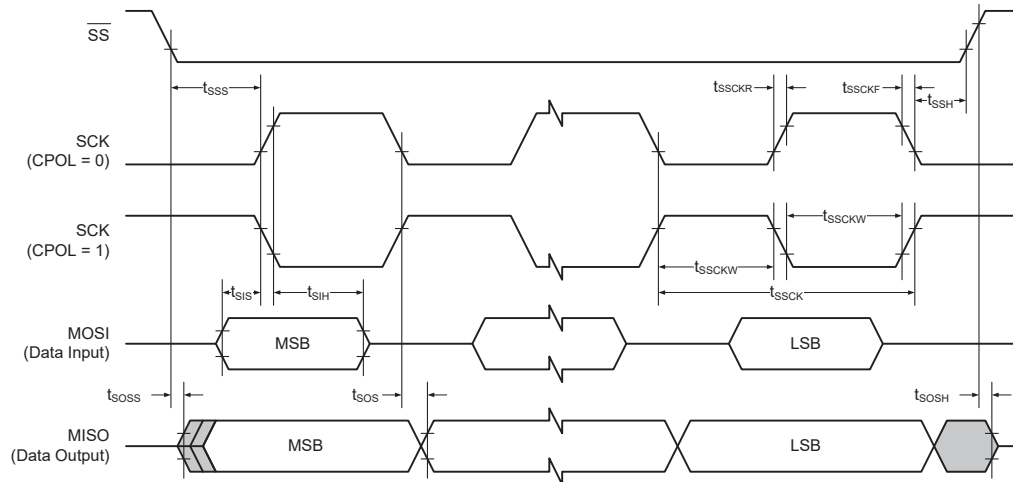 SS
tSSS
tSSCKR
tSSCKF
tSSH
SCK
(CPOL = 0)
SCK
(CPOL = 1)
tSSCKW
tSSCKW
tSSCK
tSIS
tSIH
MOSI
(Data Input)
MSB
LSB
tSOSS
tSOS
tSOSH
MISO
(Data Output)
MSB
LSB